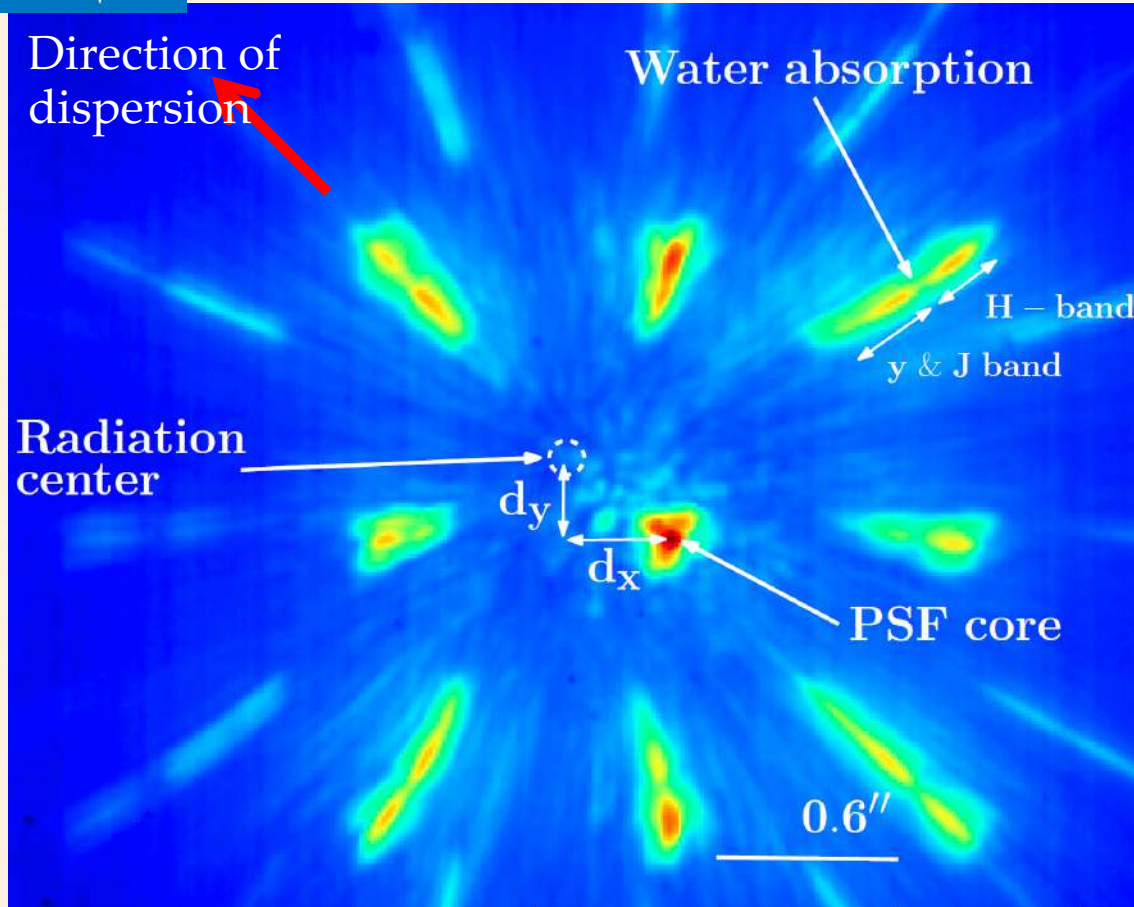 Direction of
dispersion
Water absorption
H – band
y & J band
Radiation
center
dy
dx
PSF core
0.6″